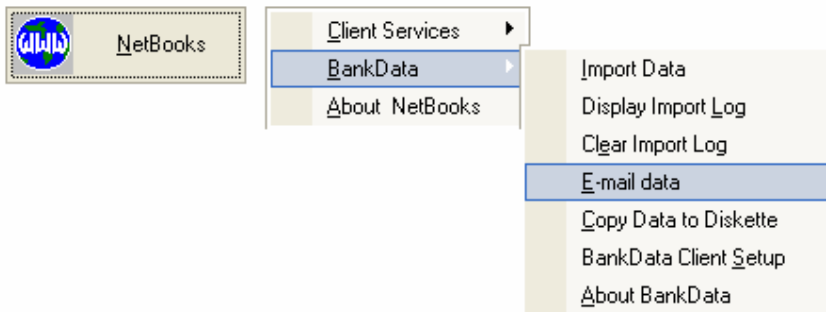 WWW
NetBooks
Client Services
BankData
About NetBooks
Import Data
Display Import Log
Clear Import Log
E-mail data
Copy Data to Diskette
BankData Client Setup
About BankData